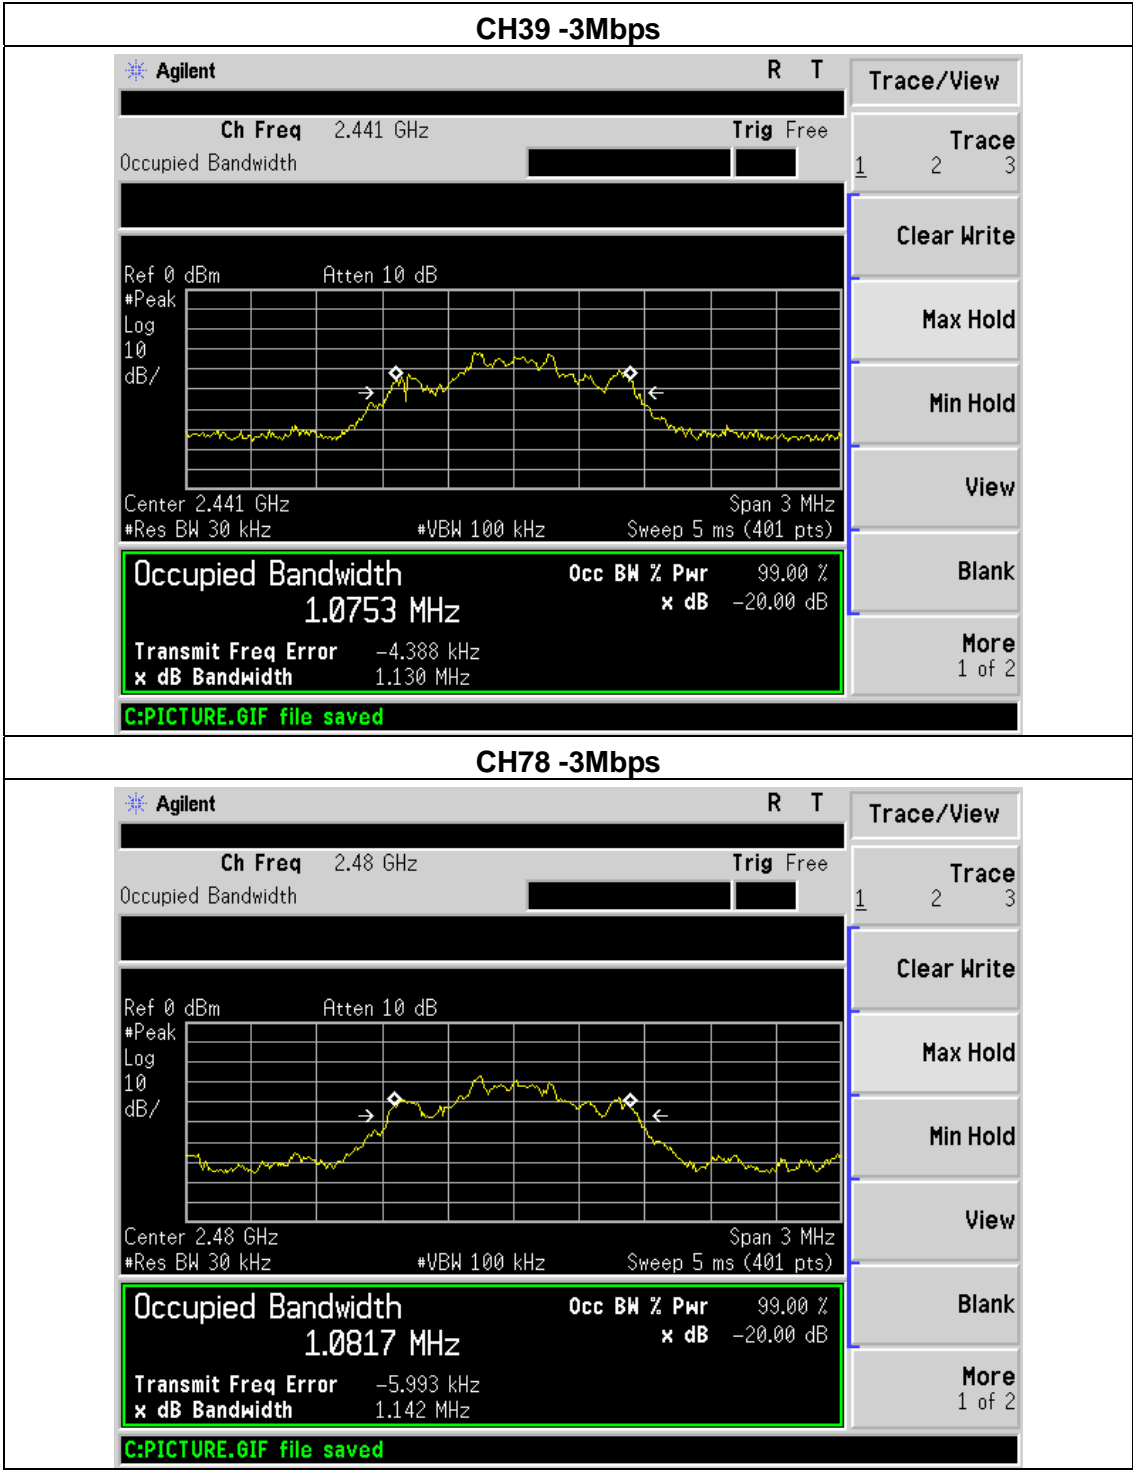 CH39 -3Mbps
Agilent R T
Trace/View
Ch Freq 2.441 GHz Trig Free
Occupied Bandwidth
Trace
1 2 3
Clear Write
Max Hold
Min Hold
View
Blank
More
1 of 2
Ref 0 dBm Atten 10 dB
#Peak
Log
10
dB/
Center 2.441 GHz Span 3 MHz
#Res BW 30 kHz #VBW 100 kHz Sweep 5 ms (401 pts)
Occupied Bandwidth
1.0753 MHz
Occ BW % Pwr 99.00 %
x dB -20.00 dB
Transmit Freq Error -4.388 kHz
x dB Bandwidth 1.130 MHz
C:PICTURE.GIF file saved
CH78 -3Mbps
Agilent R T
Trace/View
Ch Freq 2.48 GHz Trig Free
Occupied Bandwidth
Trace
1 2 3
Clear Write
Max Hold
Min Hold
View
Blank
More
1 of 2
Ref 0 dBm Atten 10 dB
#Peak
Log
10
dB/
Center 2.48 GHz Span 3 MHz
#Res BW 30 kHz #VBW 100 kHz Sweep 5 ms (401 pts)
Occupied Bandwidth
1.0817 MHz
Occ BW % Pwr 99.00 %
x dB -20.00 dB
Transmit Freq Error -5.993 kHz
x dB Bandwidth 1.142 MHz
C:PICTURE.GIF file saved